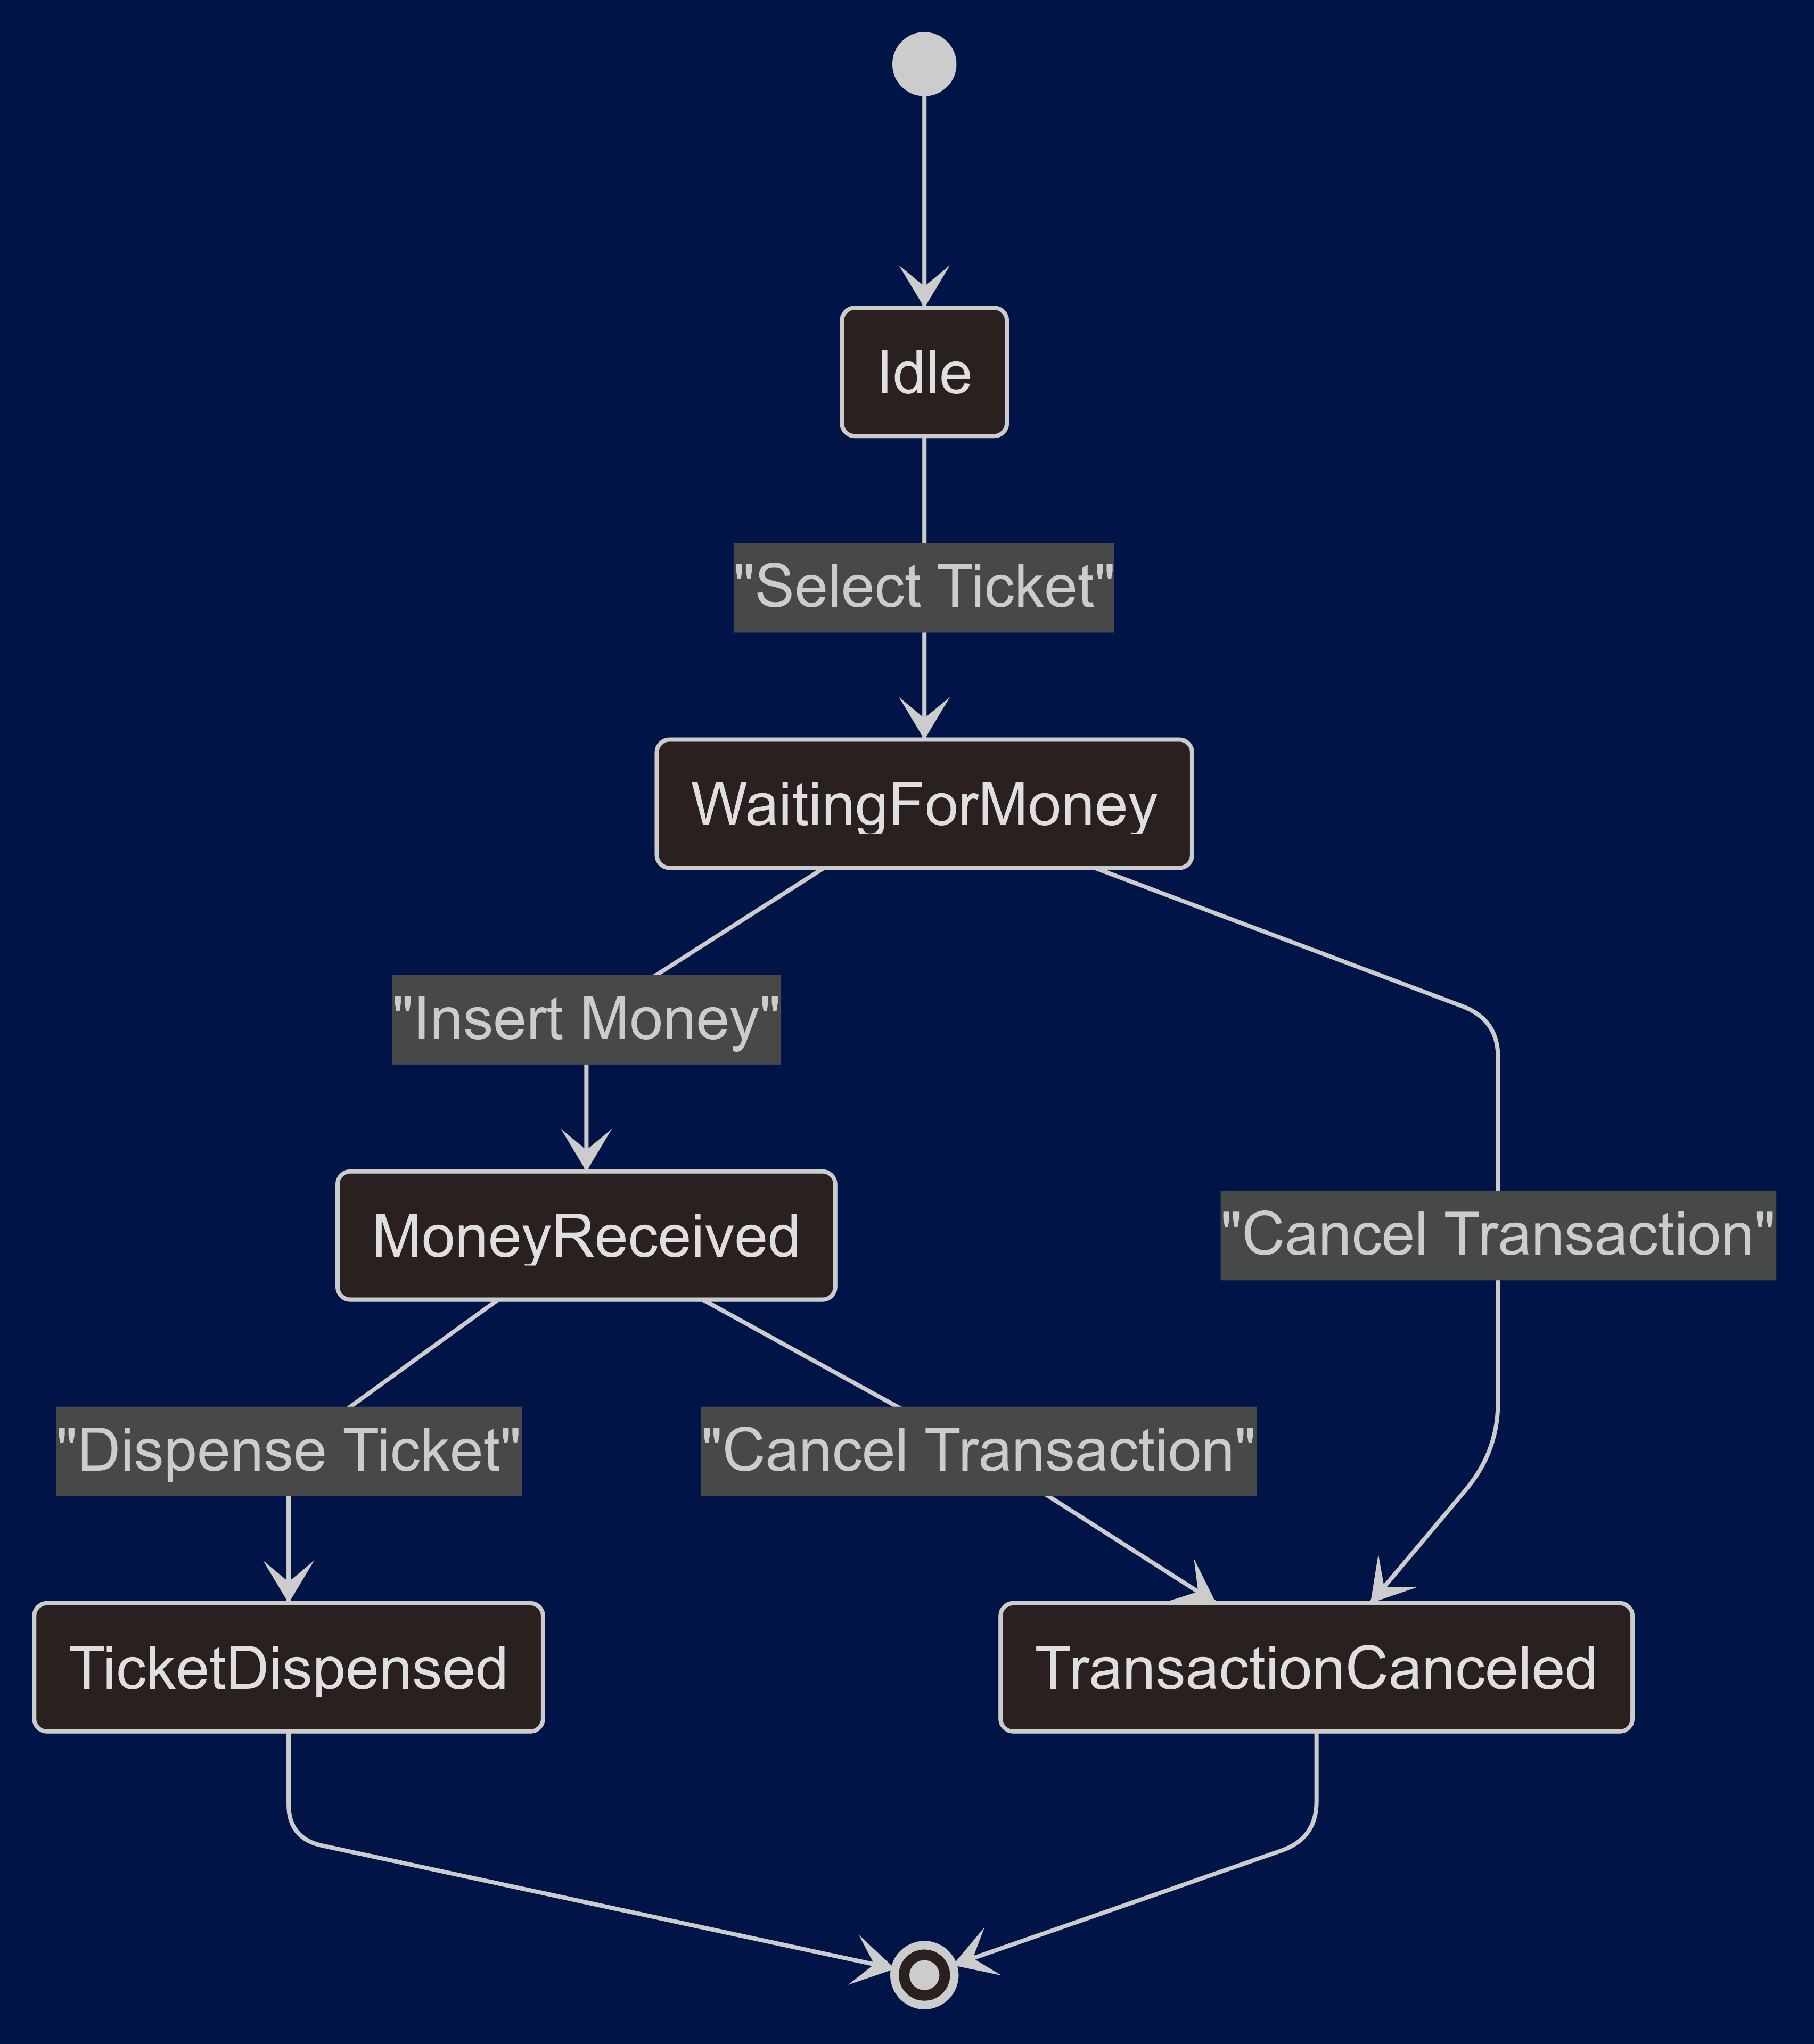 Idle
"Select Ticket"
WaitingForMoney
"Insert Money"
MoneyReceived
"Cancel Transaction"
"Dispense Ticket"
"Cancel Transaction"
TicketDispensed
TransactionCanceled